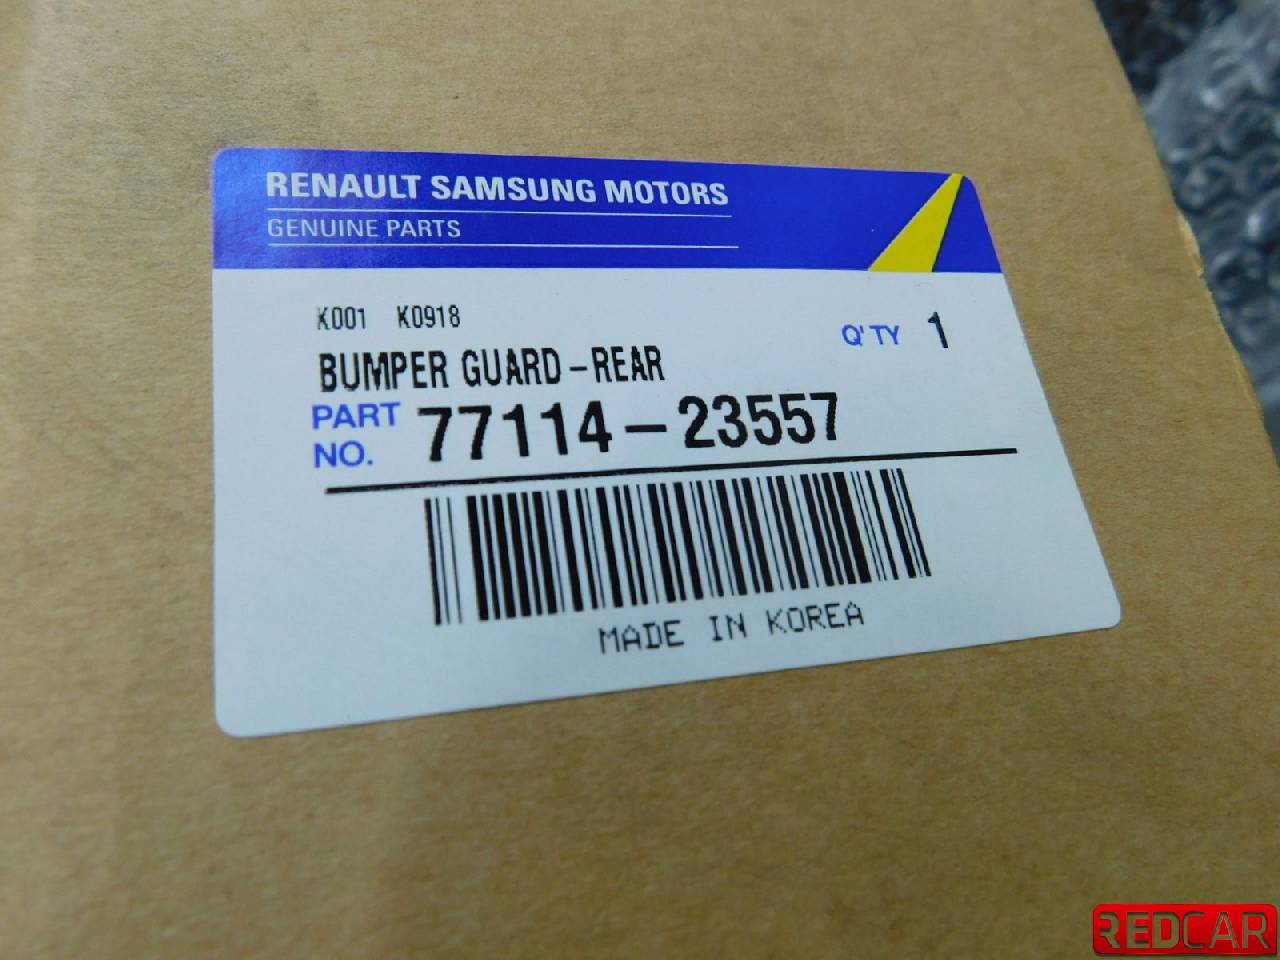 RENAULT SAMSUNG MOTORS
GENUINE PARTS
K001 K0918
Q'TY 1
BUMPER GUARD-REAR
PART NO. 77114-23557
MADE IN KOREA
REDCAR